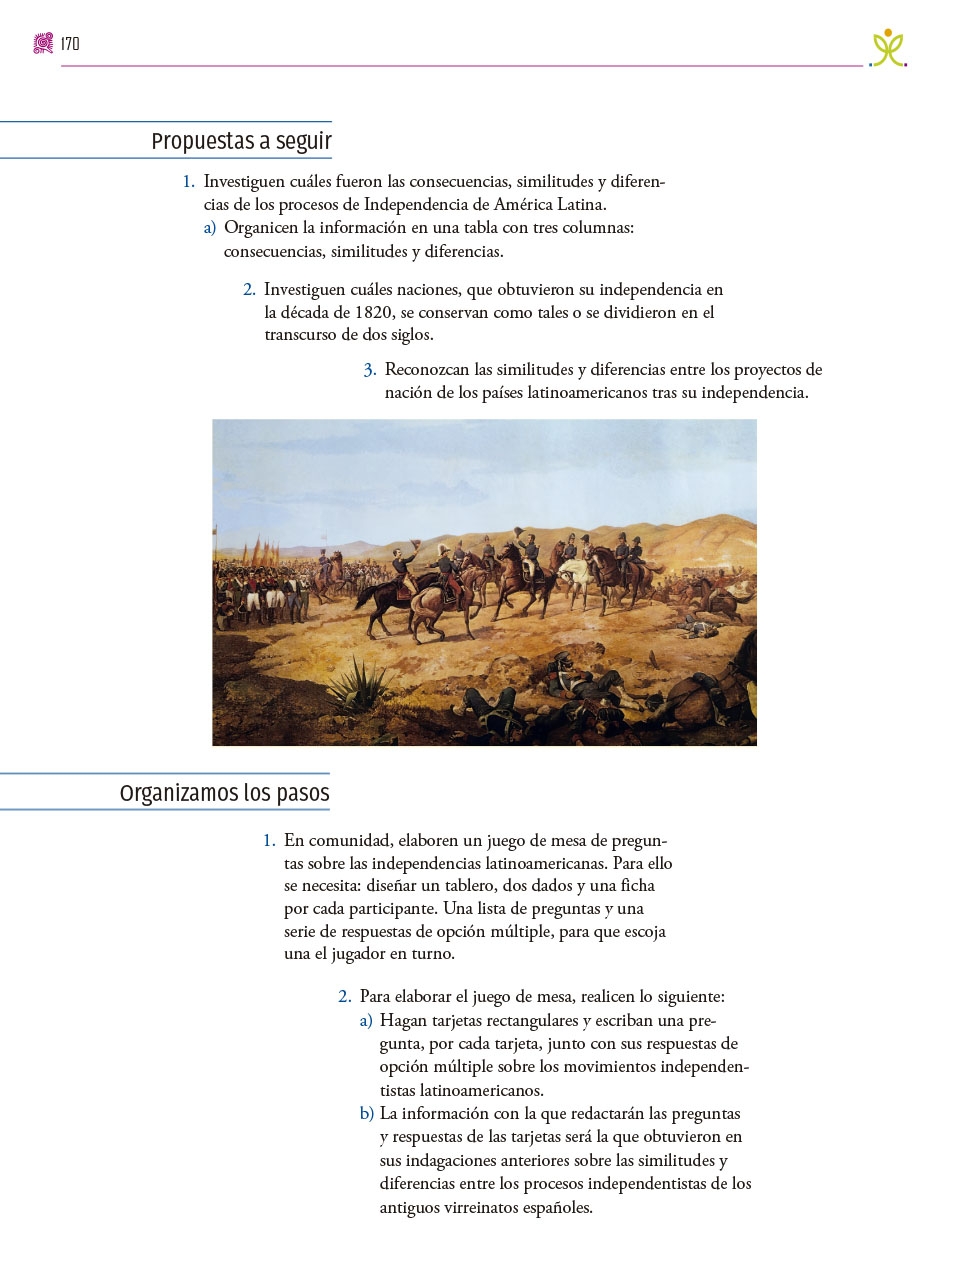 170
Propuestas a seguir
1. Investiguen cuáles fueron las consecuencias, similitudes y diferen-
cias de los procesos de Independencia de América Latina.
a) Organicen la información en una tabla con tres columnas:
consecuencias, similitudes y diferencias.
2. Investiguen cuáles naciones, que obtuvieron su independencia en
la década de 1820, se conservan como tales o se dividieron en el
transcurso de dos siglos.
3. Reconozcan las similitudes y diferencias entre los proyectos de
nación de los países latinoamericanos tras su independencia.
Organizamos los pasos
1. En comunidad, elaboren un juego de mesa de pregun-
tas sobre las independencias latinoamericanas. Para ello
se necesita: diseñar un tablero, dos dados y una ficha
por cada participante. Una lista de preguntas y una
serie de respuestas de opción múltiple, para que escoja
una el jugador en turno.
2. Para elaborar el juego de mesa, realicen lo siguiente:
a) Hagan tarjetas rectangulares y escriban una pre-
gunta, por cada tarjeta, junto con sus respuestas de
opción múltiple sobre los movimientos independen-
tistas latinoamericanos.
b) La información con la que redactarán las preguntas
y respuestas de las tarjetas será la que obtuvieron en
sus indagaciones anteriores sobre las similitudes y
diferencias entre los procesos independentistas de los
antiguos virreinatos españoles.